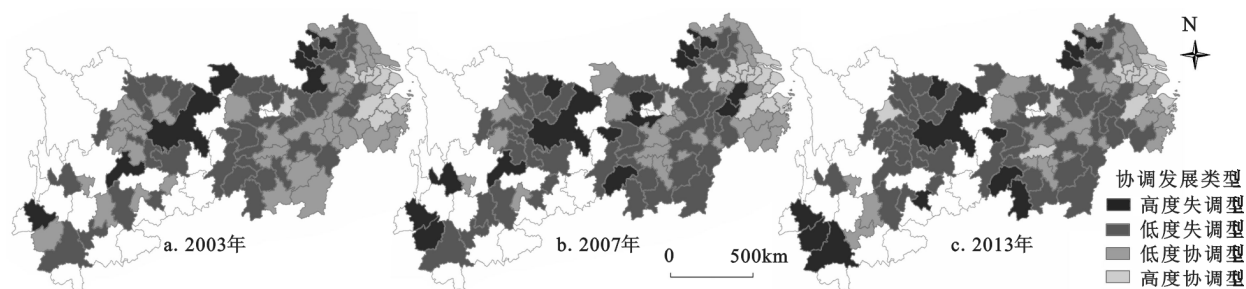 N
协调发展类型
高度失调型
低度失调型
低度协调型
高度协调型
a. 2003年
b. 2007年
0 500km
c. 2013年